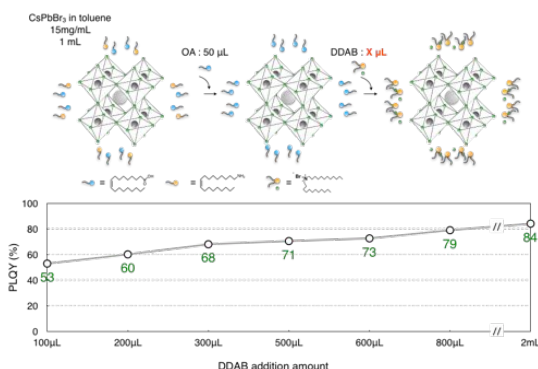 CsPbBr₃ in toluene
15mg/mL
1 mL
OA : 50 µL
DDAB : X µL
=
=
=
PLQY (%)
100
80
60
40
20
0
53
60
68
71
73
79
84
//
//
100µL
200µL
300µL
500µL
600µL
800µL
2mL
DDAB addition amount